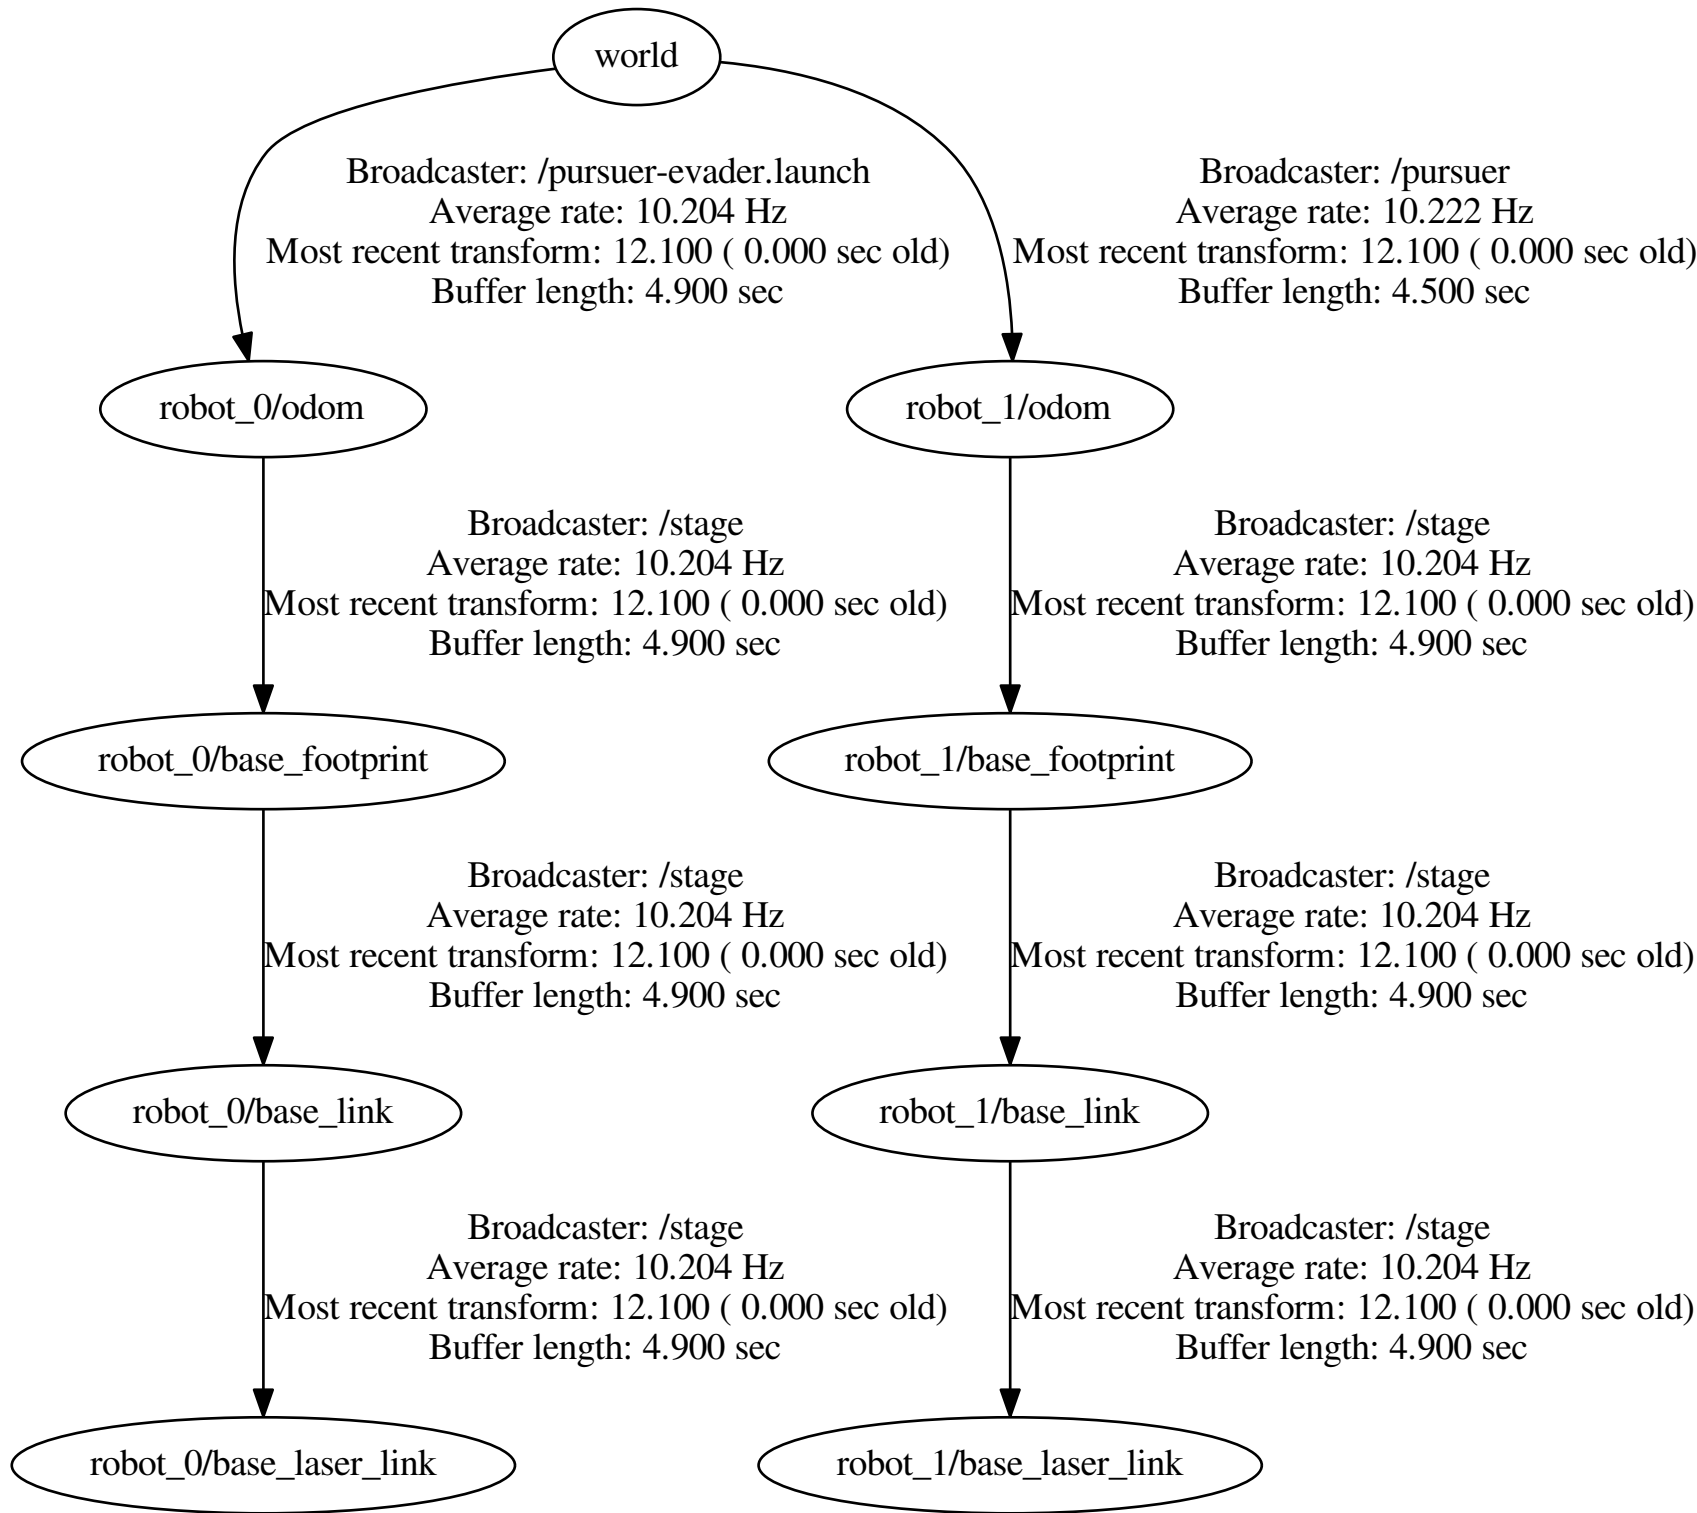 world
Broadcaster: /pursuer-evader.launch
Average rate: 10.204 Hz
Most recent transform: 12.100 ( 0.000 sec old)
Buffer length: 4.900 sec
Broadcaster: /pursuer
Average rate: 10.222 Hz
Most recent transform: 12.100 ( 0.000 sec old)
Buffer length: 4.500 sec
robot_0/odom
robot_1/odom
Broadcaster: /stage
Average rate: 10.204 Hz
Most recent transform: 12.100 ( 0.000 sec old)
Buffer length: 4.900 sec
Broadcaster: /stage
Average rate: 10.204 Hz
Most recent transform: 12.100 ( 0.000 sec old)
Buffer length: 4.900 sec
robot_0/base_footprint
robot_1/base_footprint
Broadcaster: /stage
Average rate: 10.204 Hz
Most recent transform: 12.100 ( 0.000 sec old)
Buffer length: 4.900 sec
Broadcaster: /stage
Average rate: 10.204 Hz
Most recent transform: 12.100 ( 0.000 sec old)
Buffer length: 4.900 sec
robot_0/base_link
robot_1/base_link
Broadcaster: /stage
Average rate: 10.204 Hz
Most recent transform: 12.100 ( 0.000 sec old)
Buffer length: 4.900 sec
Broadcaster: /stage
Average rate: 10.204 Hz
Most recent transform: 12.100 ( 0.000 sec old)
Buffer length: 4.900 sec
robot_0/base_laser_link
robot_1/base_laser_link